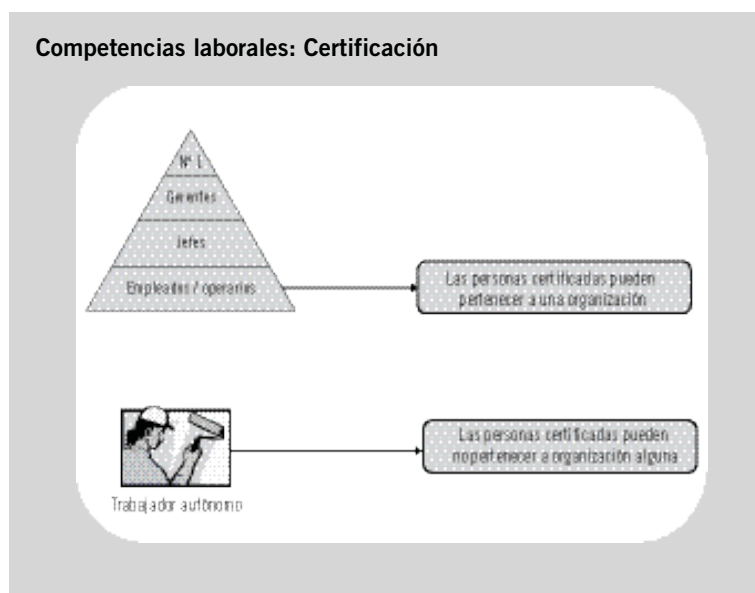 Competencias laborales: Certificación
Nº 1
Gerentes
Jefes
Empleados / operarios
Las personas certificadas pueden
pertenecer a una organización
Las personas certificadas pueden
no pertenecer a organización alguna
Trabajador autónomo